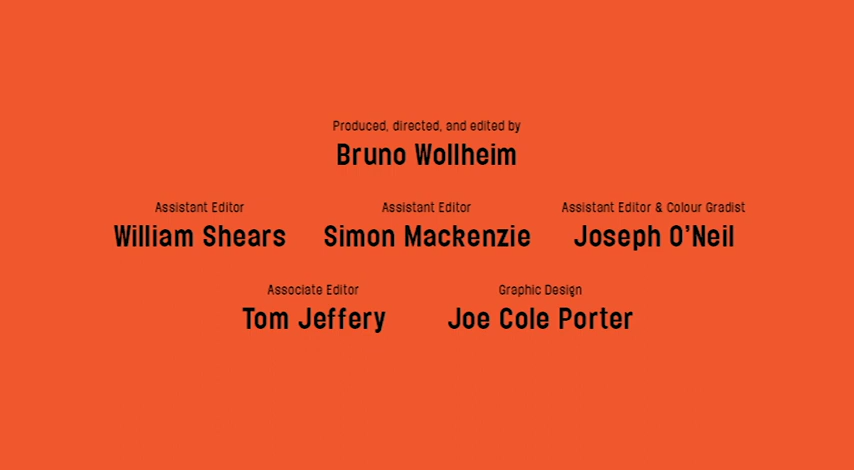 Produced, directed, and edited by
Bruno Wollheim
Assistant Editor Assistant Editor Assistant Editor & Colour Gradist
William Shears Simon Mackenzie Joseph O'Neil
Associate Editor Graphic Design
Tom Jeffery Joe Cole Porter